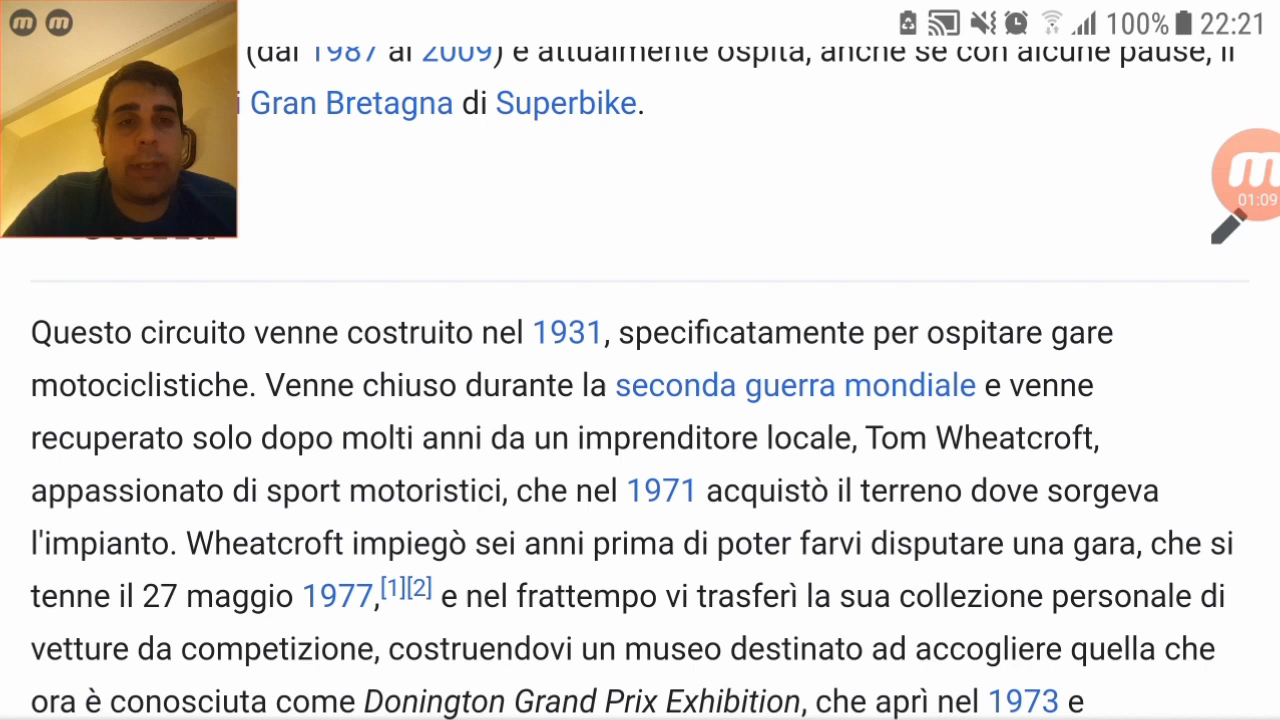 100% 22:21
(dal 1987 al 2009) e attualmente ospita, anche se con alcune pause, il
i Gran Bretagna di Superbike.
01:09
Storia
Questo circuito venne costruito nel 1931, specificatamente per ospitare gare
motociclistiche. Venne chiuso durante la seconda guerra mondiale e venne
recuperato solo dopo molti anni da un imprenditore locale, Tom Wheatcroft,
appassionato di sport motoristici, che nel 1971 acquistò il terreno dove sorgeva
l'impianto. Wheatcroft impiegò sei anni prima di poter farvi disputare una gara, che si
tenne il 27 maggio 1977,[1][2] e nel frattempo vi trasferì la sua collezione personale di
vetture da competizione, costruendovi un museo destinato ad accogliere quella che
ora è conosciuta come Donington Grand Prix Exhibition, che aprì nel 1973 e